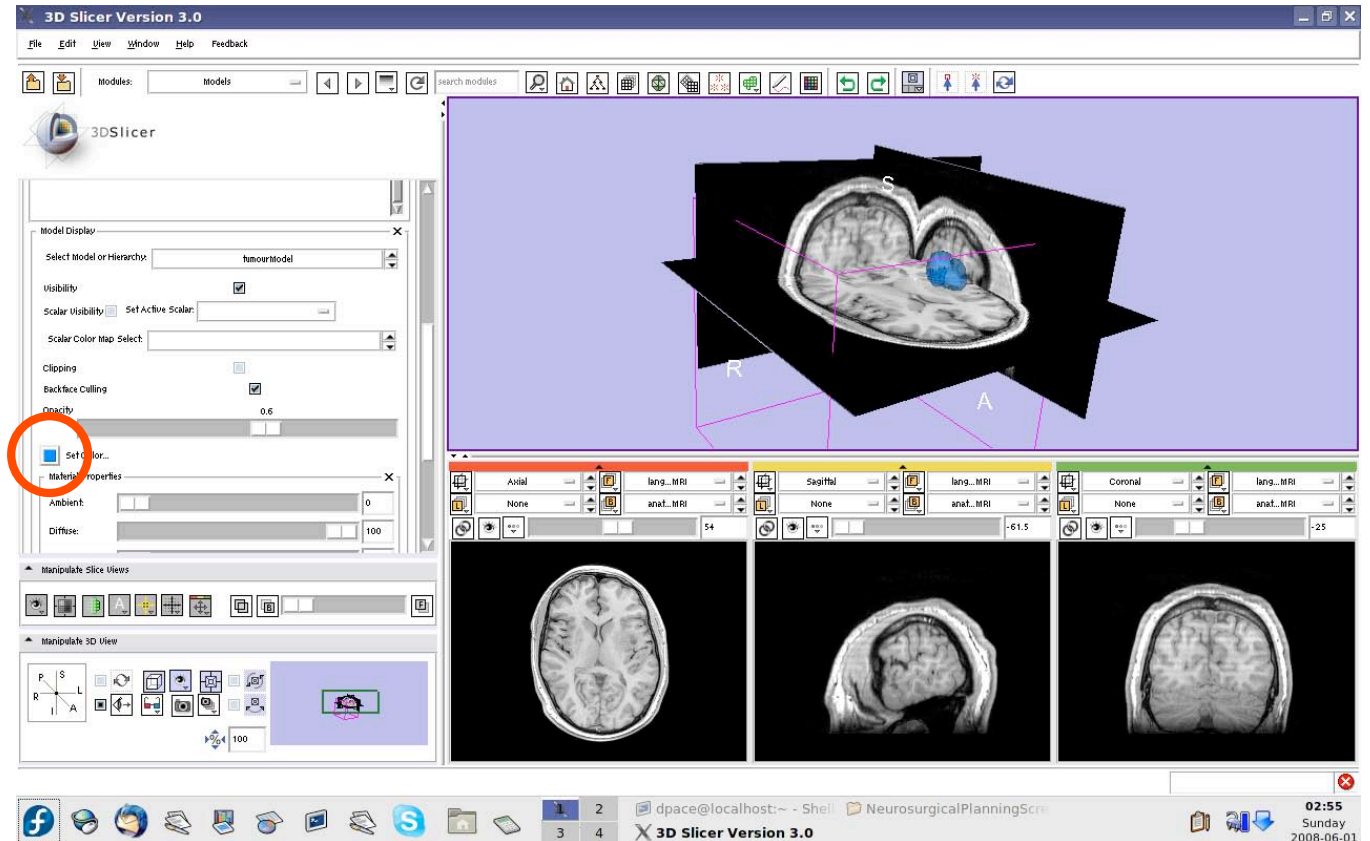 3D Slicer Version 3.0
File Edit View Window Help Feedback
Modules: Models search modules
3DSlicer
Model Display
Select Model or Hierarchy: tumourModel
Visibility
Scalar Visibility Set Active Scalar:
Scalar Color Map Select:
Clipping
Backface Culling
Opacity 0.6
Set Color...
Material Properties
Ambient: 0
Diffuse: 100
Manipulate Slice Views
Manipulate 3D View
P S
R L
I A
100
S
R
A
Axial lang...MRI
None anat...MRI
54
Sagittal lang...MRI
None anat...MRI
-61.5
Coronal lang...MRI
None anat...MRI
-25
1 2
3 4
dpace@localhost:~ - Shell
NeurosurgicalPlanningScre
3D Slicer Version 3.0
02:55
Sunday
2008-06-01